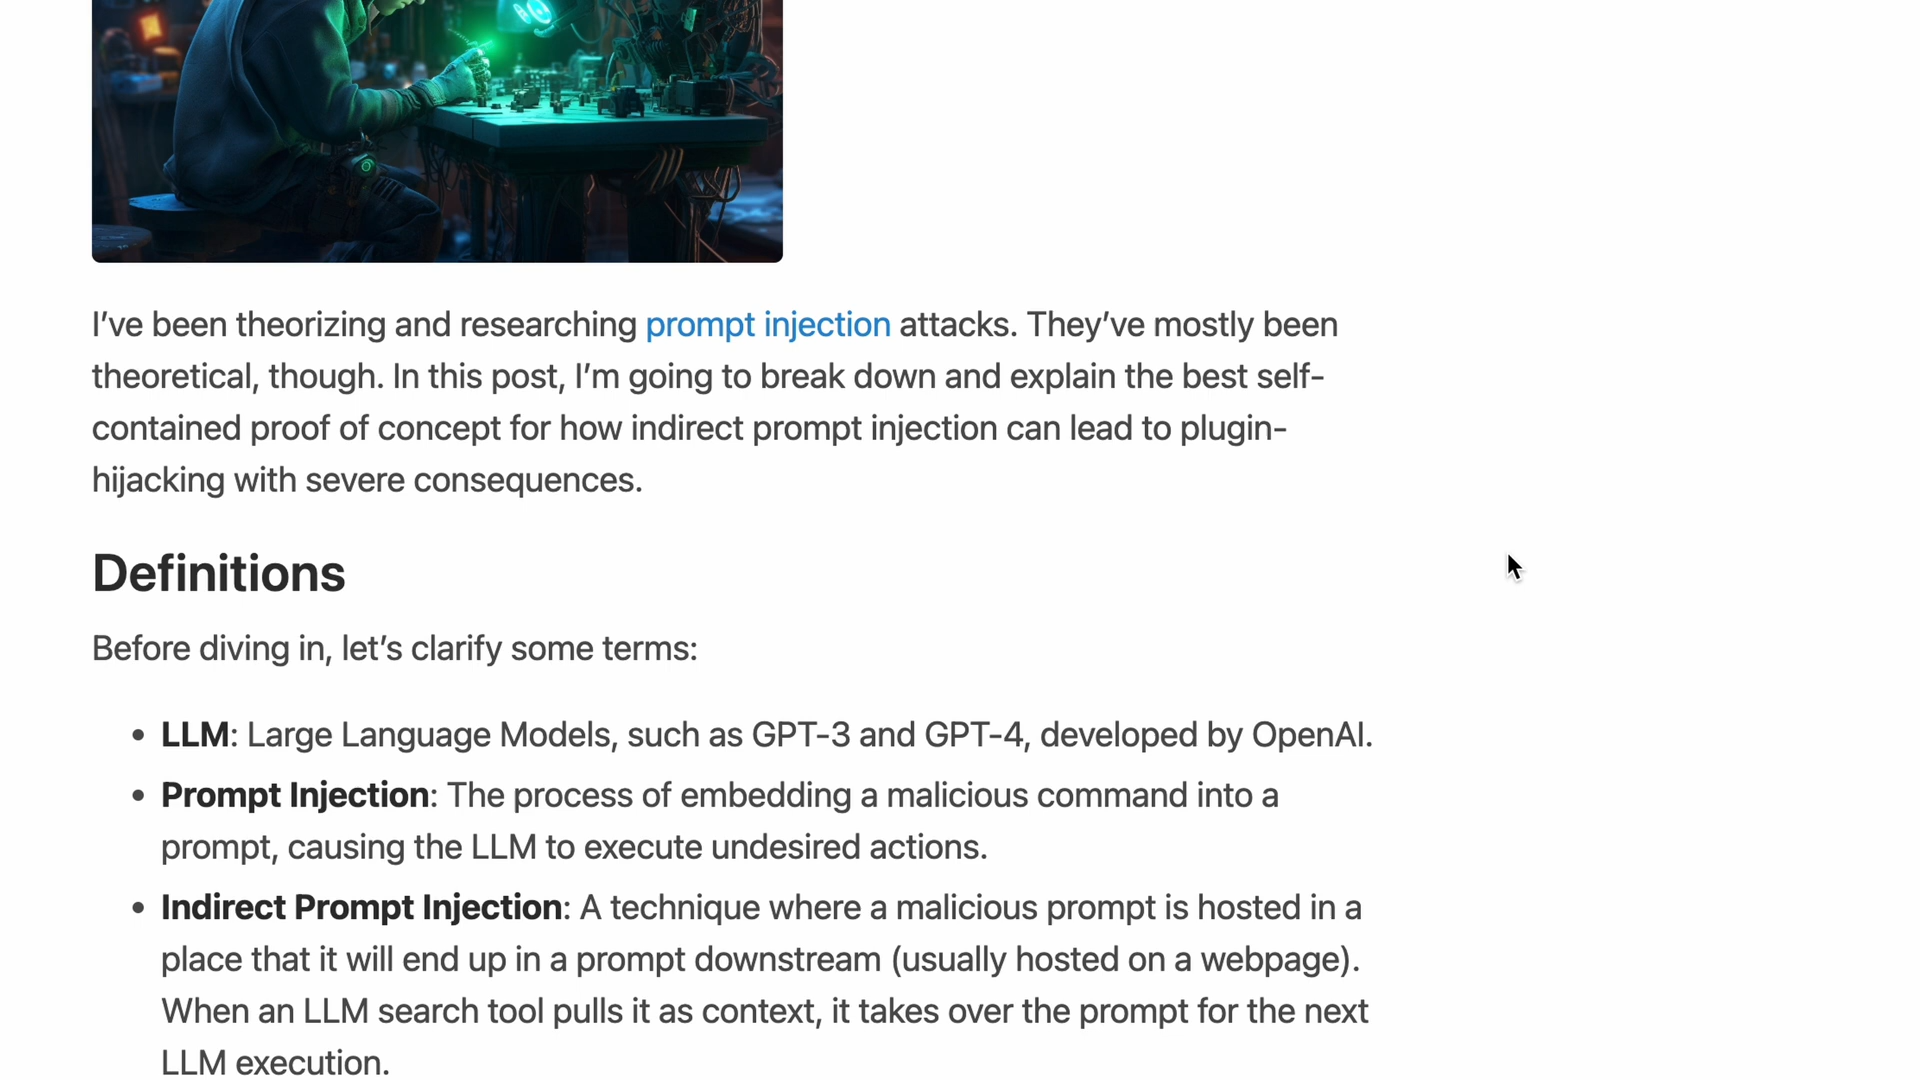 I’ve been theorizing and researching prompt injection attacks. They’ve mostly been
theoretical, though. In this post, I’m going to break down and explain the best self-
contained proof of concept for how indirect prompt injection can lead to plugin-
hijacking with severe consequences.
Definitions
Before diving in, let’s clarify some terms:
• LLM: Large Language Models, such as GPT-3 and GPT-4, developed by OpenAI.
• Prompt Injection: The process of embedding a malicious command into a
prompt, causing the LLM to execute undesired actions.
• Indirect Prompt Injection: A technique where a malicious prompt is hosted in a
place that it will end up in a prompt downstream (usually hosted on a webpage).
When an LLM search tool pulls it as context, it takes over the prompt for the next
LLM execution.